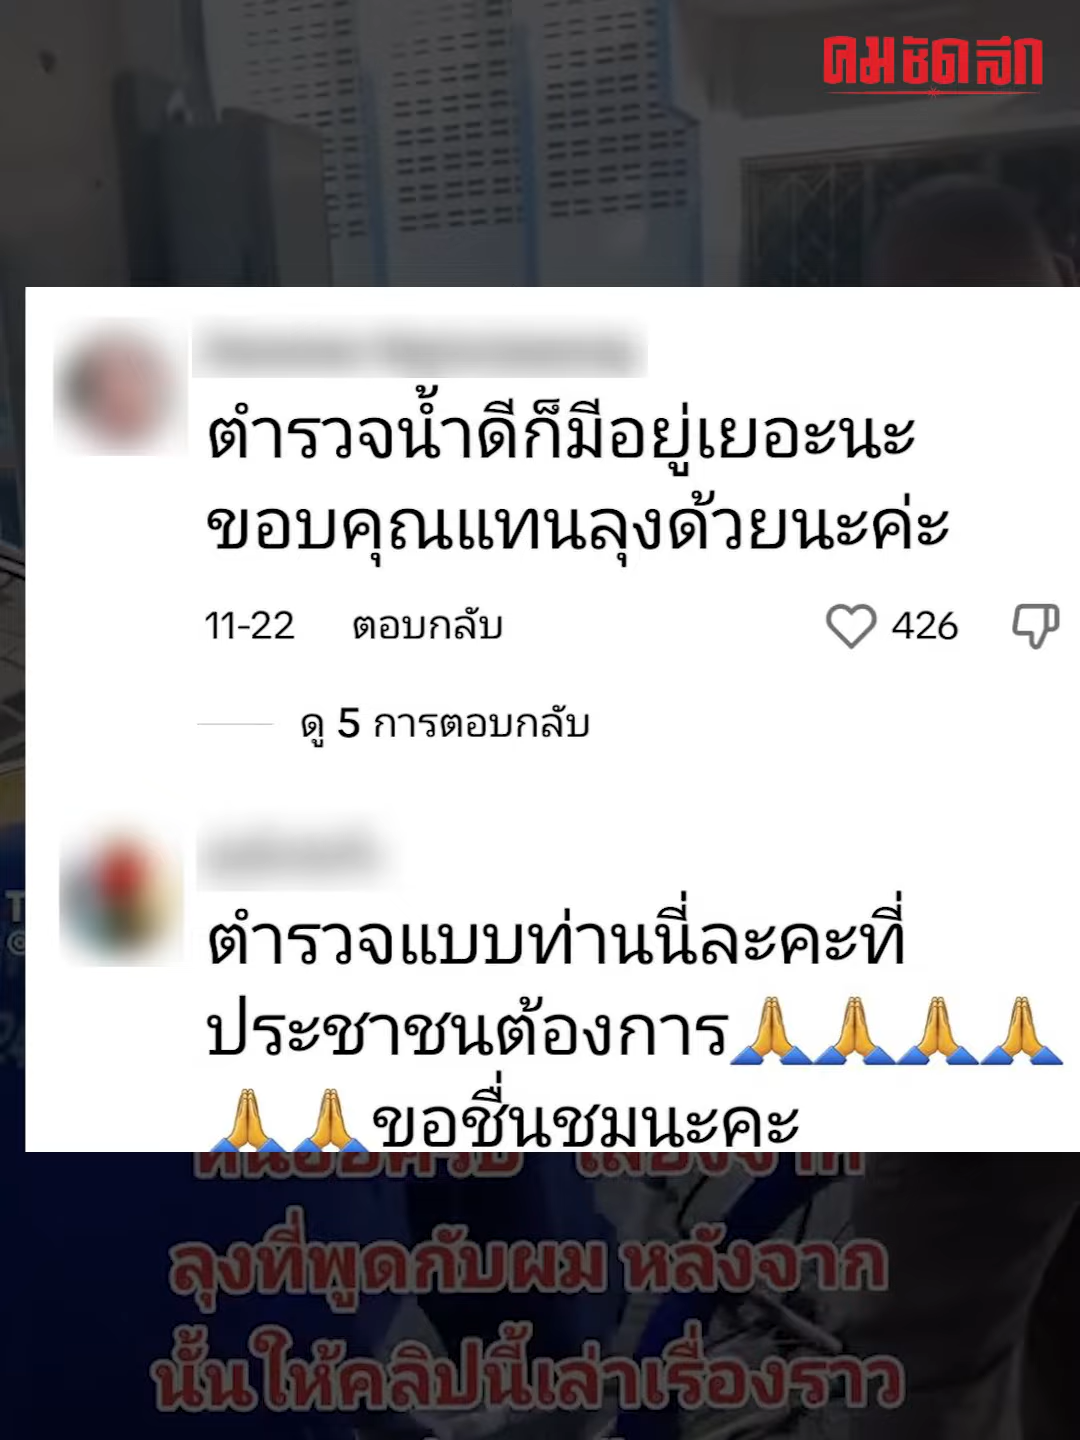 คมชัดลึก
ตำรวจน้ำดีก็มีอยู่เยอะนะ
ขอบคุณแทนลุงด้วยนะค่ะ
11-22 ตอบกลับ 426
ดู 5 การตอบกลับ
ตำรวจแบบท่านนี่ละคะที่
ประชาชนต้องการ🙏🙏🙏🙏
🙏🙏ขอชื่นชมนะคะ
ลุงที่พูดกับผม หลังจาก
นั้นให้คลิปนี้เล่าเรื่องราว